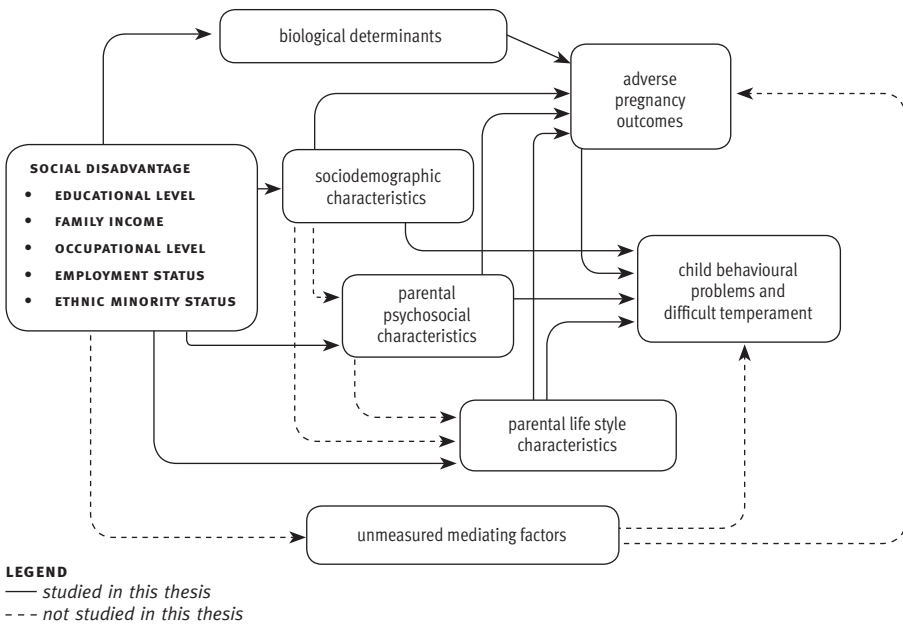 biological determinants
adverse
pregnancy
outcomes
SOCIAL DISADVANTAGE
• EDUCATIONAL LEVEL
• FAMILY INCOME
• OCCUPATIONAL LEVEL
• EMPLOYMENT STATUS
• ETHNIC MINORITY STATUS
sociodemographic
characteristics
child behavioural
problems and
difficult temperament
parental
psychosocial
characteristics
parental life style
characteristics
unmeasured mediating factors
LEGEND
studied in this thesis
not studied in this thesis